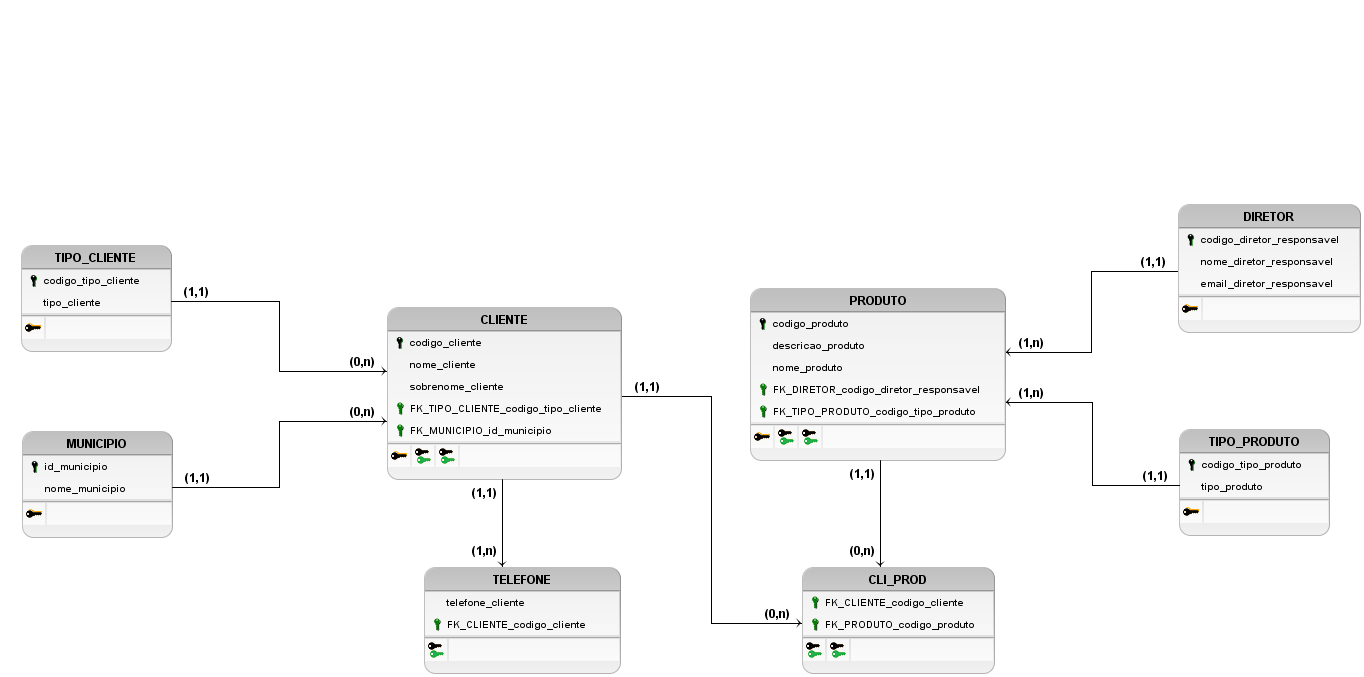 TIPO_CLIENTE
codigo_tipo_cliente
tipo_cliente
(1,1)
(0,n)
MUNICIPIO
id_municipio
nome_municipio
(1,1)
(0,n)
CLIENTE
codigo_cliente
nome_cliente
sobrenome_cliente
FK_TIPO_CLIENTE_codigo_tipo_cliente
FK_MUNICIPIO_id_municipio
(1,1)
(1,n)
TELEFONE
telefone_cliente
FK_CLIENTE_codigo_cliente
(1,1)
(0,n)
PRODUTO
codigo_produto
descricao_produto
nome_produto
FK_DIRETOR_codigo_diretor_responsavel
FK_TIPO_PRODUTO_codigo_tipo_produto
(1,1)
(0,n)
CLI_PROD
FK_CLIENTE_codigo_cliente
FK_PRODUTO_codigo_produto
DIRETOR
codigo_diretor_responsavel
nome_diretor_responsavel
email_diretor_responsavel
(1,1)
(1,n)
TIPO_PRODUTO
codigo_tipo_produto
tipo_produto
(1,1)
(1,n)